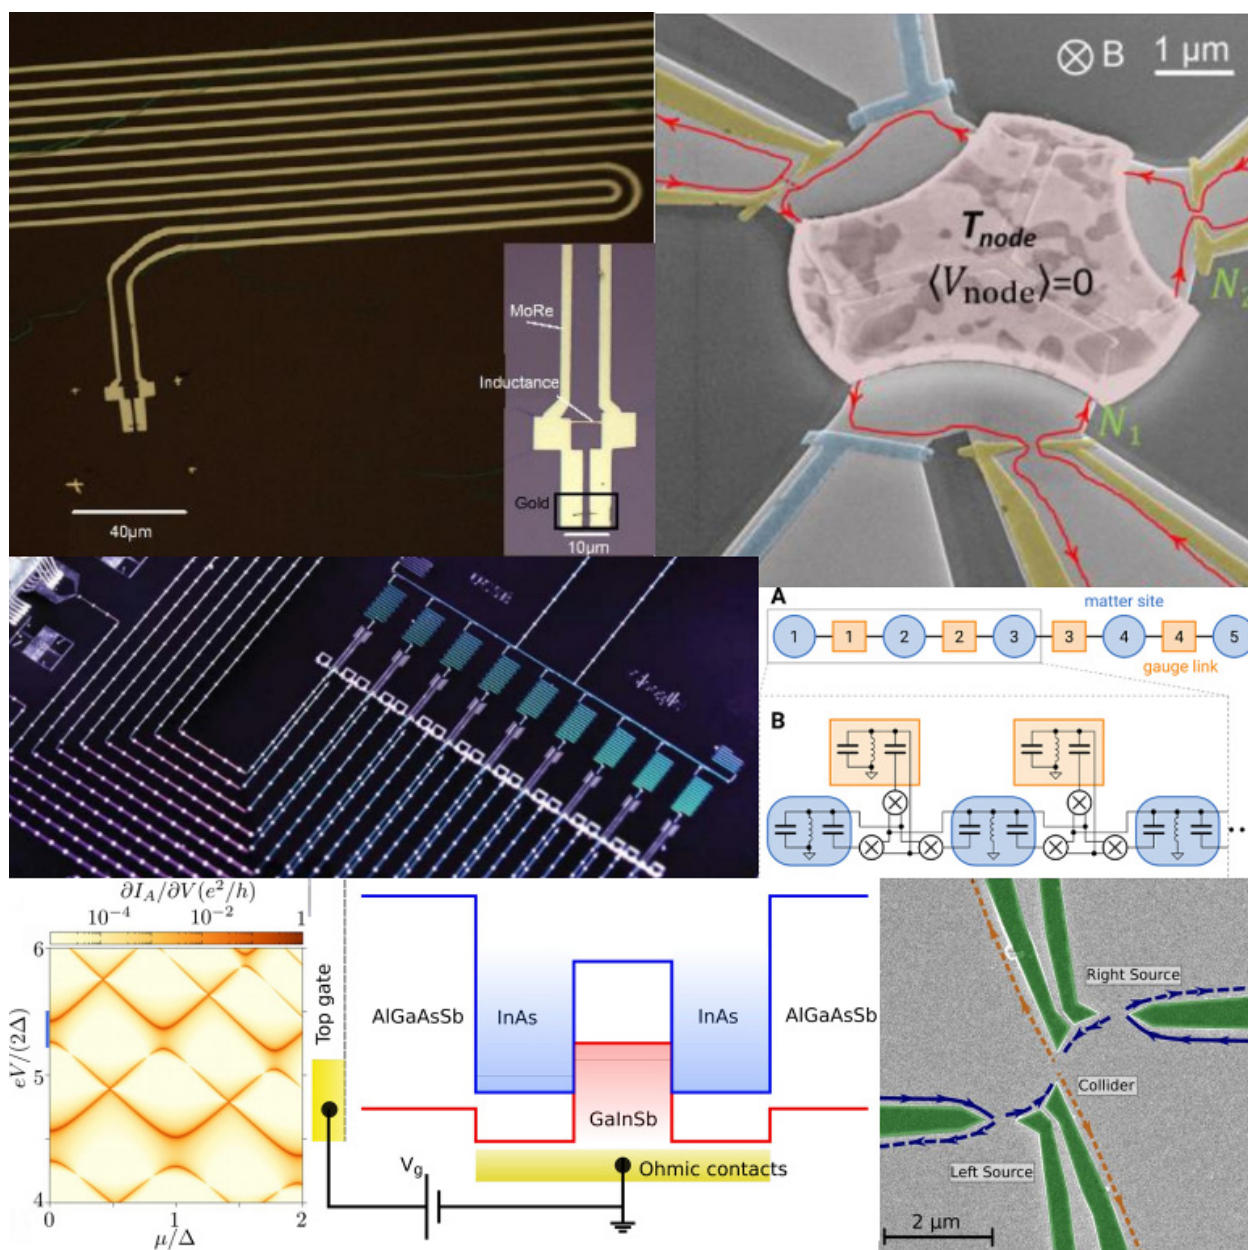 MoRe
Inductance
Gold
40µm
10µm
⊗ B 1 µm
T_node
⟨V_node⟩=0
N_2
N_1
A
matter site
1 1 2 2 3 3 4 4 5
gauge link
B
∂I_A/∂V(e²/h)
10⁻⁴ 10⁻² 1
6
5
4
eV/(2Δ)
0 1 2
μ/Δ
Top gate
AlGaAsSb
InAs
InAs
AlGaAsSb
GaInSb
V_g
Ohmic contacts
Right Source
Collider
Left Source
2 µm